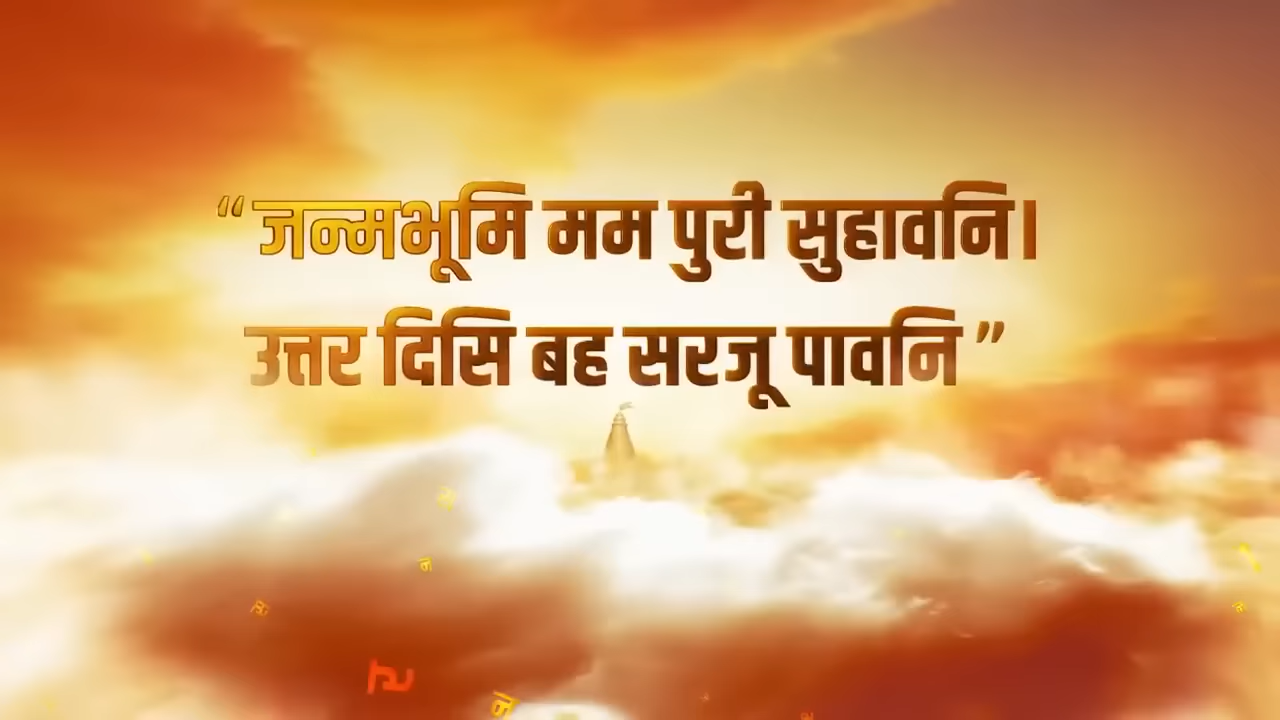 “जन्मभूमि मम पुरी सुहावनि।
उत्तर दिसि बह सरजू पावनि”